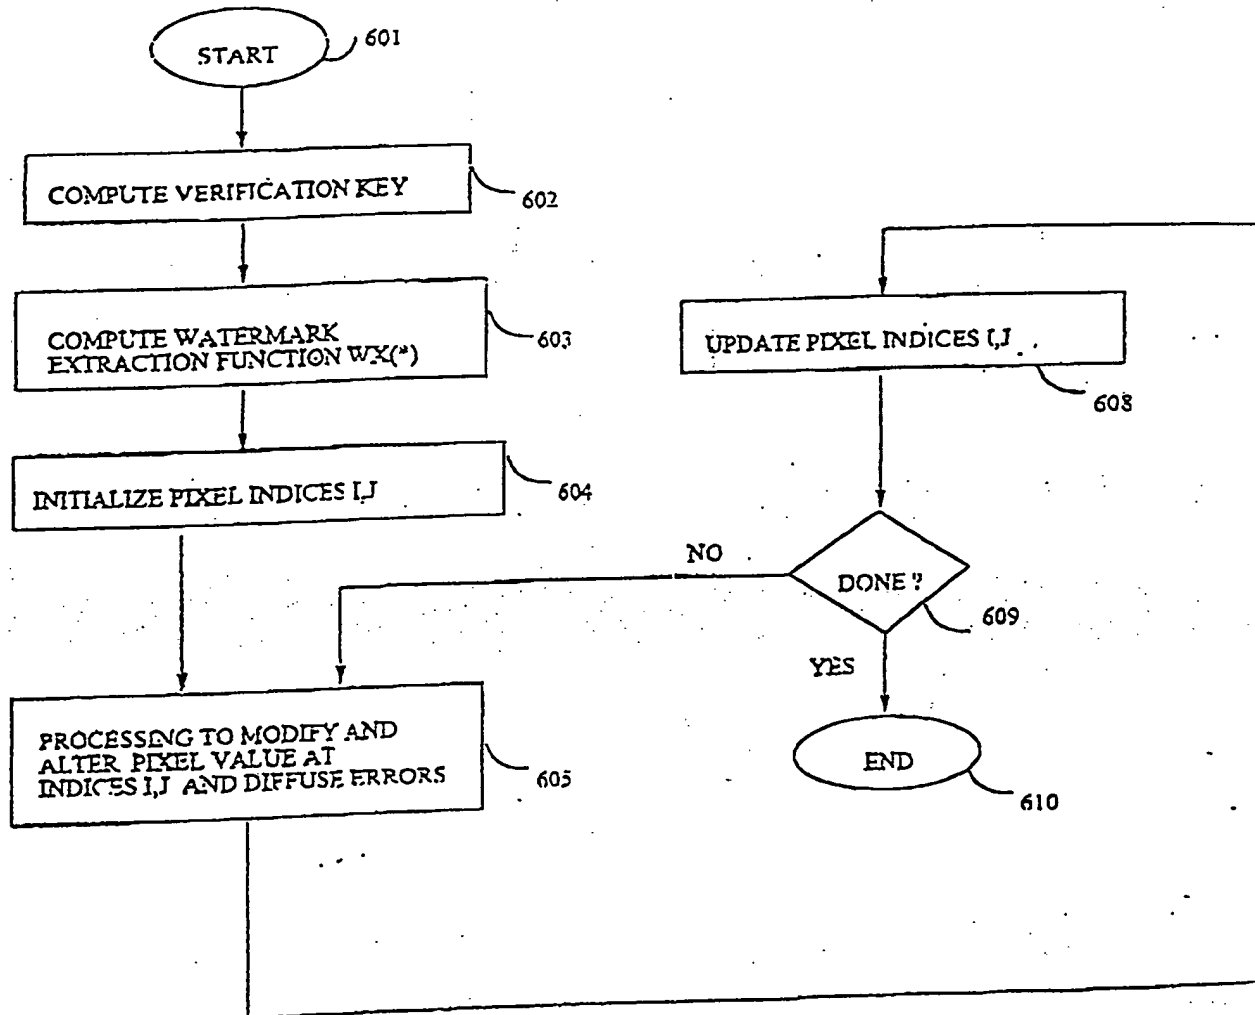 START
601
COMPUTE VERIFICATION KEY
602
COMPUTE WATERMARK
EXTRACTION FUNCTION WX(*)
603
INITIALIZE PIXEL INDICES I,J
604
PROCESSING TO MODIFY AND
ALTER PIXEL VALUE AT
INDICES I,J AND DIFFUSE ERRORS
605
UPDATE PIXEL INDICES I,J
608
DONE ?
609
NO
YES
END
610